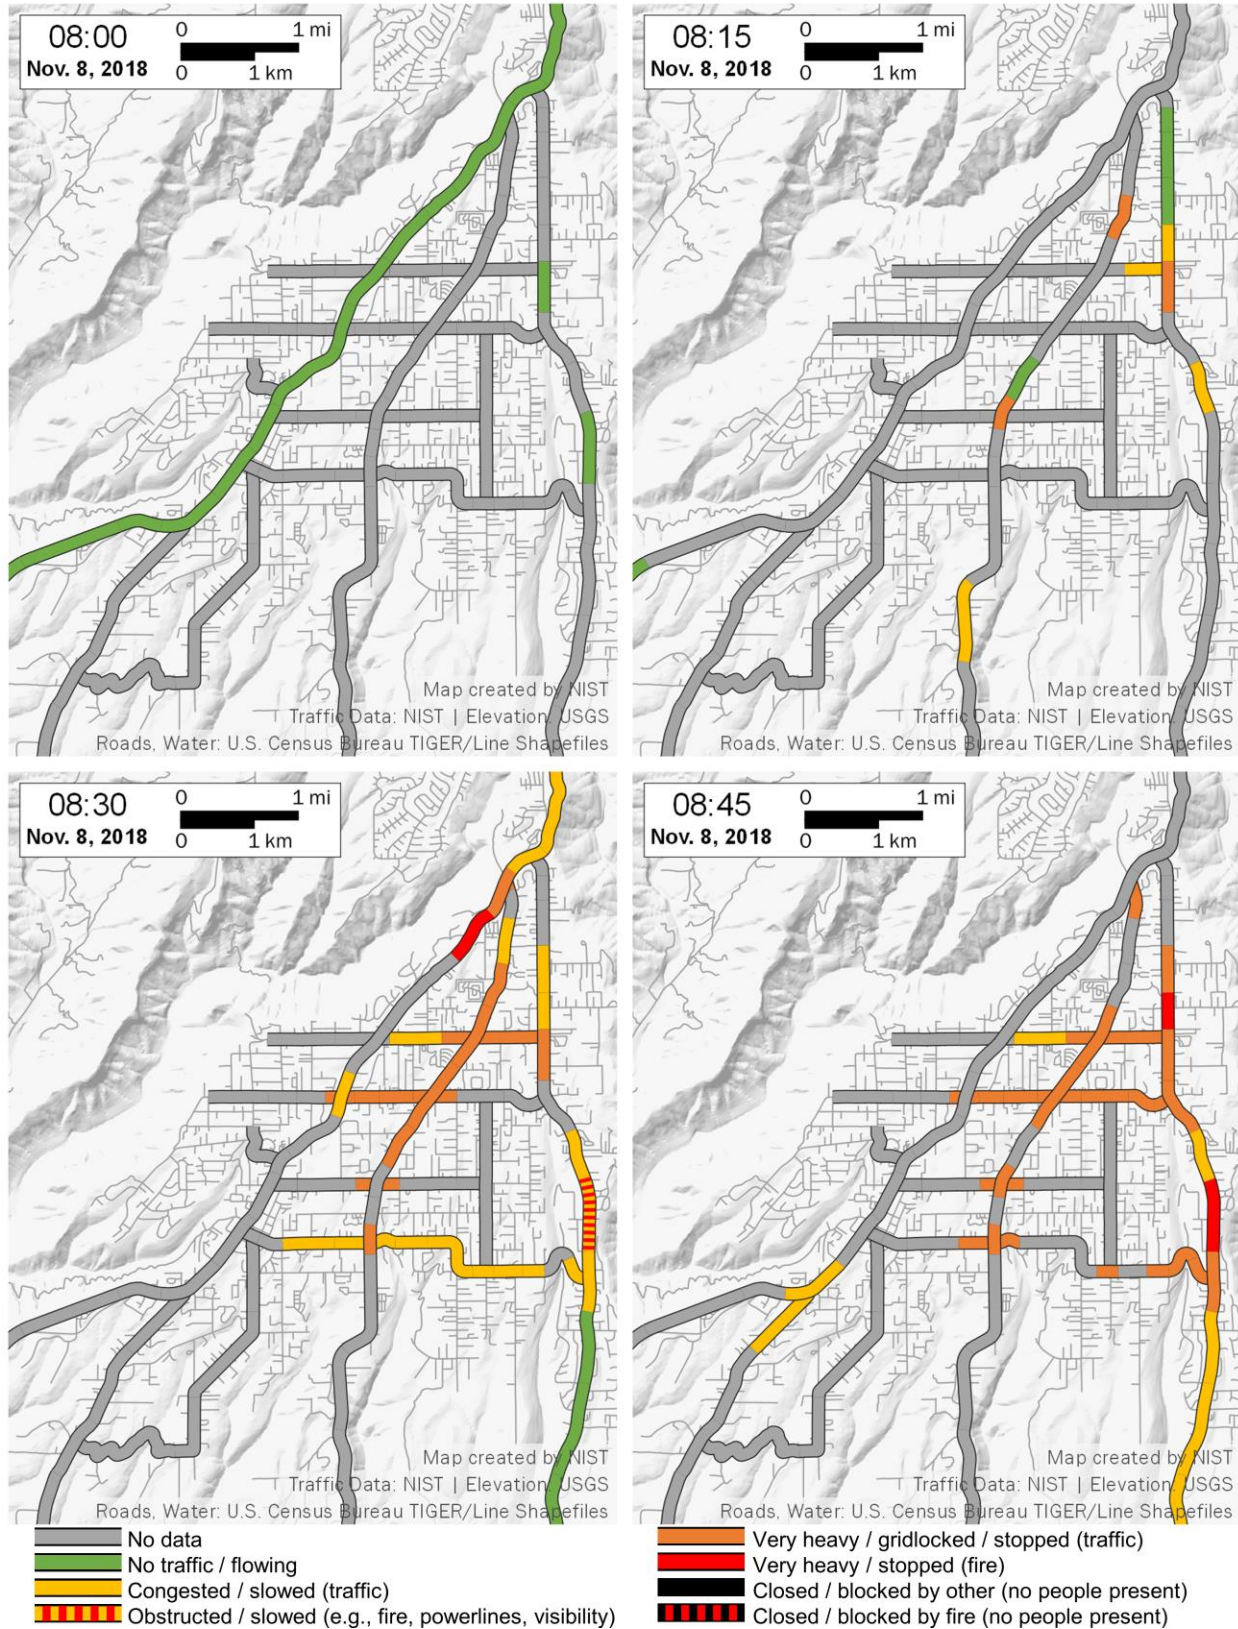 08:00
Nov. 8, 2018
0 1 mi
0 1 km
Map created by NIST
Traffic Data: NIST | Elevation: USGS
Roads, Water: U.S. Census Bureau TIGER/Line Shapefiles
08:15
Nov. 8, 2018
0 1 mi
0 1 km
Map created by NIST
Traffic Data: NIST | Elevation: USGS
Roads, Water: U.S. Census Bureau TIGER/Line Shapefiles
08:30
Nov. 8, 2018
0 1 mi
0 1 km
Map created by NIST
Traffic Data: NIST | Elevation: USGS
Roads, Water: U.S. Census Bureau TIGER/Line Shapefiles
08:45
Nov. 8, 2018
0 1 mi
0 1 km
Map created by NIST
Traffic Data: NIST | Elevation: USGS
Roads, Water: U.S. Census Bureau TIGER/Line Shapefiles
No data
No traffic / flowing
Congested / slowed (traffic)
Obstructed / slowed (e.g., fire, powerlines, visibility)
Very heavy / gridlocked / stopped (traffic)
Very heavy / stopped (fire)
Closed / blocked by other (no people present)
Closed / blocked by fire (no people present)